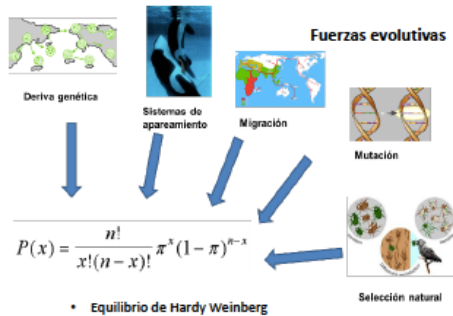 Fuerzas evolutivas
Deriva genética
Sistemas de
apareamiento
Migración
Mutación
P(x) = n! / x!(n − x)! π^x (1 − π)^{n−x}
Selección natural
• Equilibrio de Hardy Weinberg